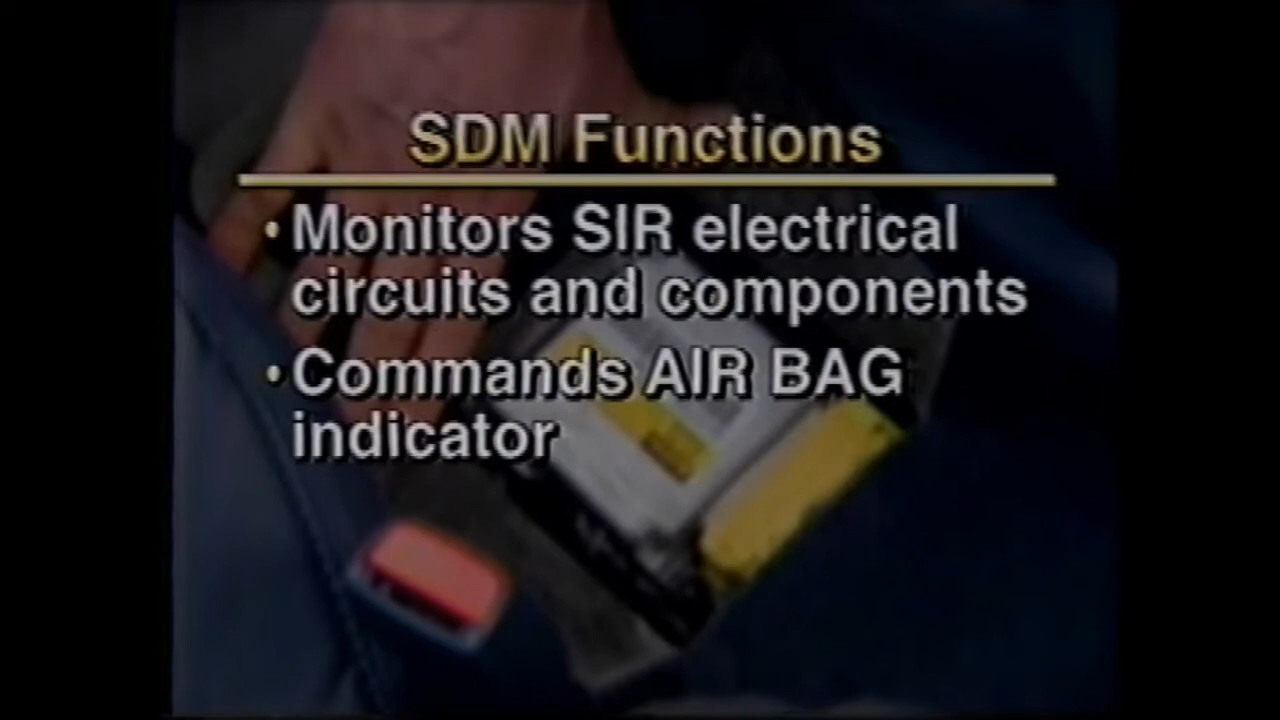 SDM Functions
• Monitors SIR electrical
circuits and components
• Commands AIR BAG
indicator